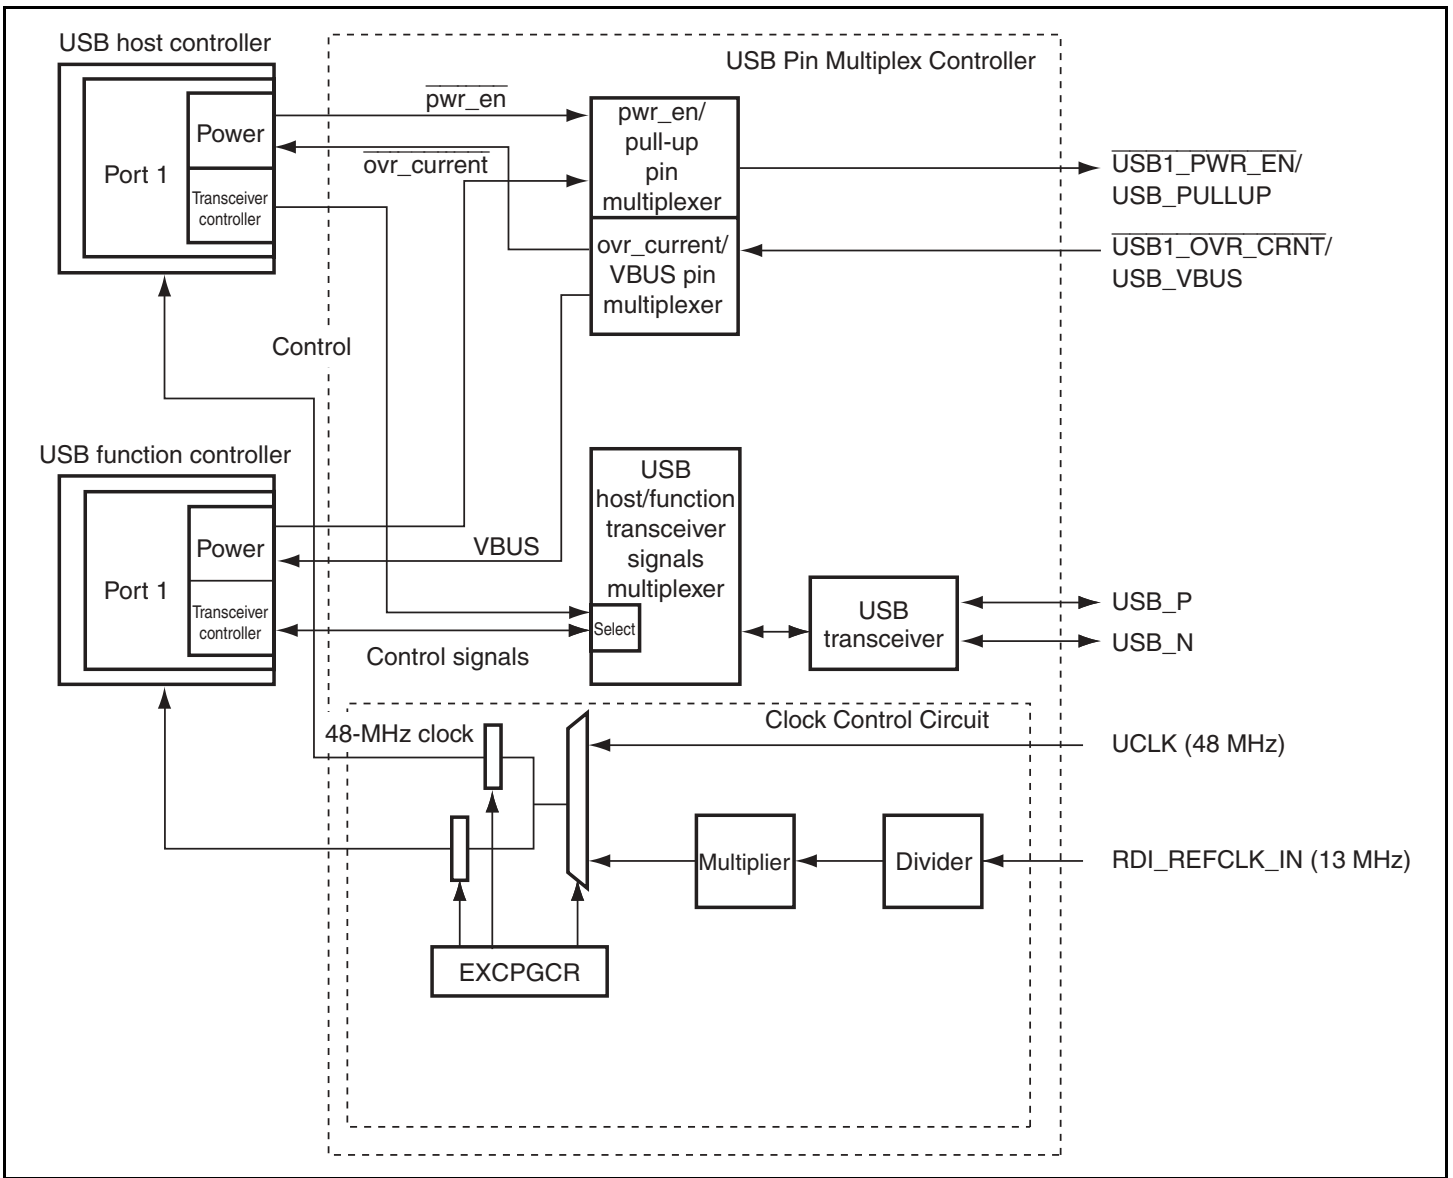 USB host controller
USB Pin Multiplex Controller
Port 1
Power
Transceiver
controller
pwr_en
ovr_current
pwr_en/
pull-up
pin
multiplexer
ovr_current/
VBUS pin
multiplexer
USB1_PWR_EN/
USB_PULLUP
USB1_OVR_CRNT/
USB_VBUS
Control
USB function controller
Port 1
Power
Transceiver
controller
VBUS
Control signals
USB
host/function
transceiver
signals
multiplexer
Select
USB
transceiver
USB_P
USB_N
48-MHz clock
Clock Control Circuit
UCLK (48 MHz)
Multiplier
Divider
RDI_REFCLK_IN (13 MHz)
EXCPGCR